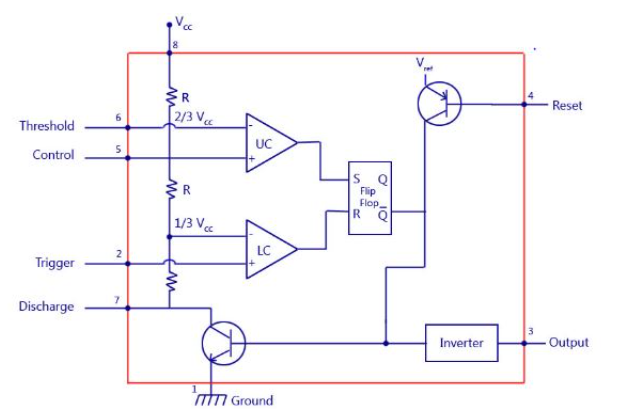 Vcc
8
R
Vref
4
Reset
6
Threshold
2/3 Vcc
-
UC
5
Control
+
S Q
Flip
Flop
R Q̅
R
1/3 Vcc
-
LC
2
Trigger
+
7
Discharge
3
Inverter
Output
1
Ground